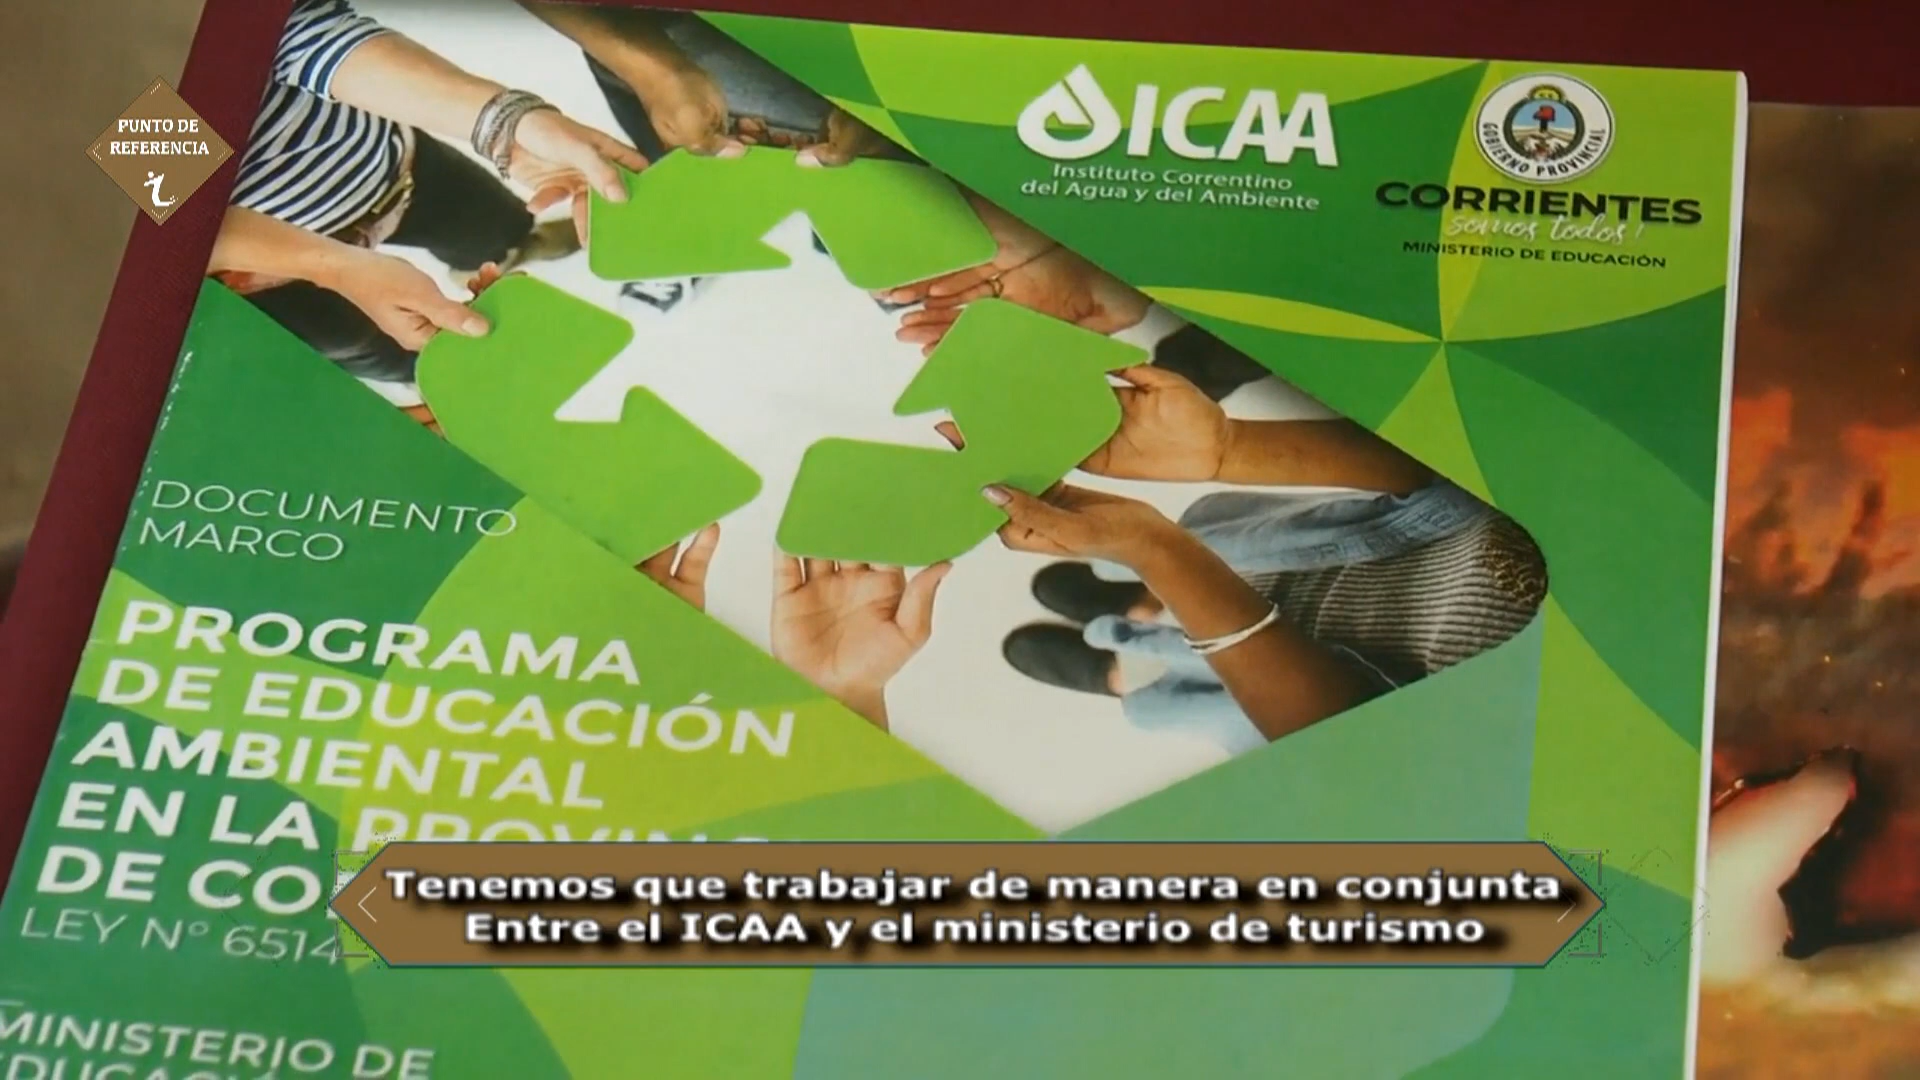 PUNTO DE
REFERENCIA
ICAA
Instituto Correntino
del Agua y del Ambiente
GOBIERNO PROVINCIAL
CORRIENTES
somos todos!
MINISTERIO DE EDUCACIÓN
DOCUMENTO
MARCO
PROGRAMA
DE EDUCACIÓN
AMBIENTAL
EN LA
DE
LEY Nº 6514
Tenemos que trabajar de manera en conjunta
Entre el ICAA y el ministerio de turismo
MINISTERIO DE